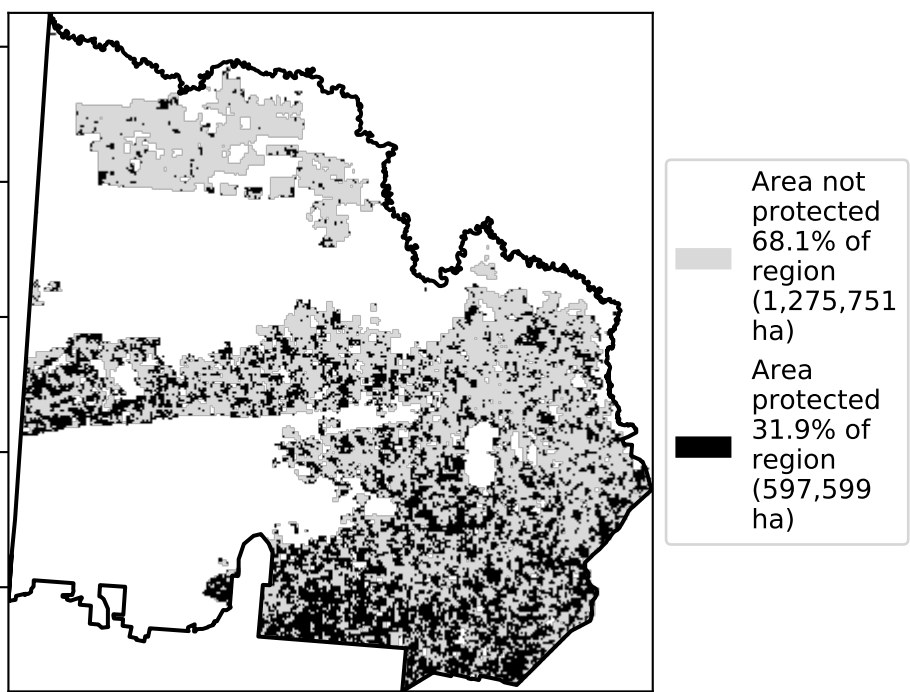 Area not
protected
68.1% of
region
(1,275,751
ha)
Area
protected
31.9% of
region
(597,599
ha)